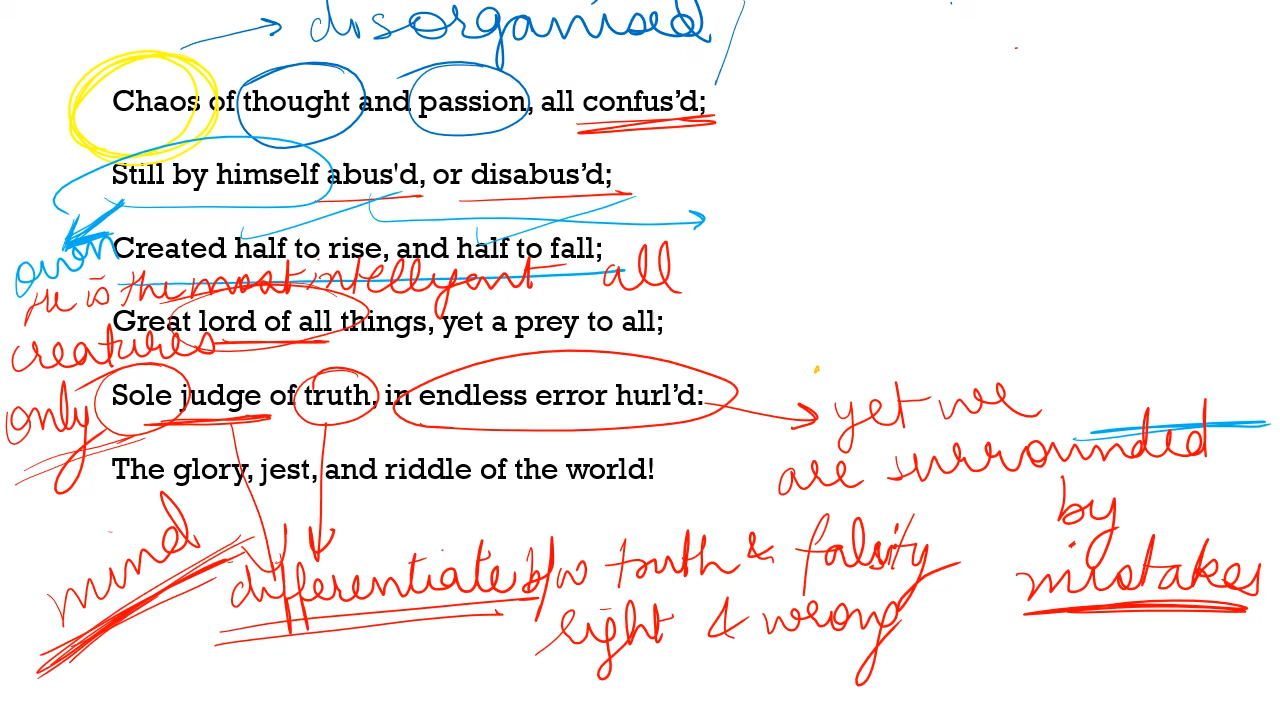 disorganised
Chaos of thought and passion, all confus’d;
Still by himself abus'd, or disabus’d;
own
Created half to rise, and half to fall;
He is the most intellygent all
creatures
Great lord of all things, yet a prey to all;
only
Sole judge of truth, in endless error hurl’d:
yet we
are surrounded
by
mistakes
The glory, jest, and riddle of the world!
mind
differentiate b/w truth & falsity
right & wrong